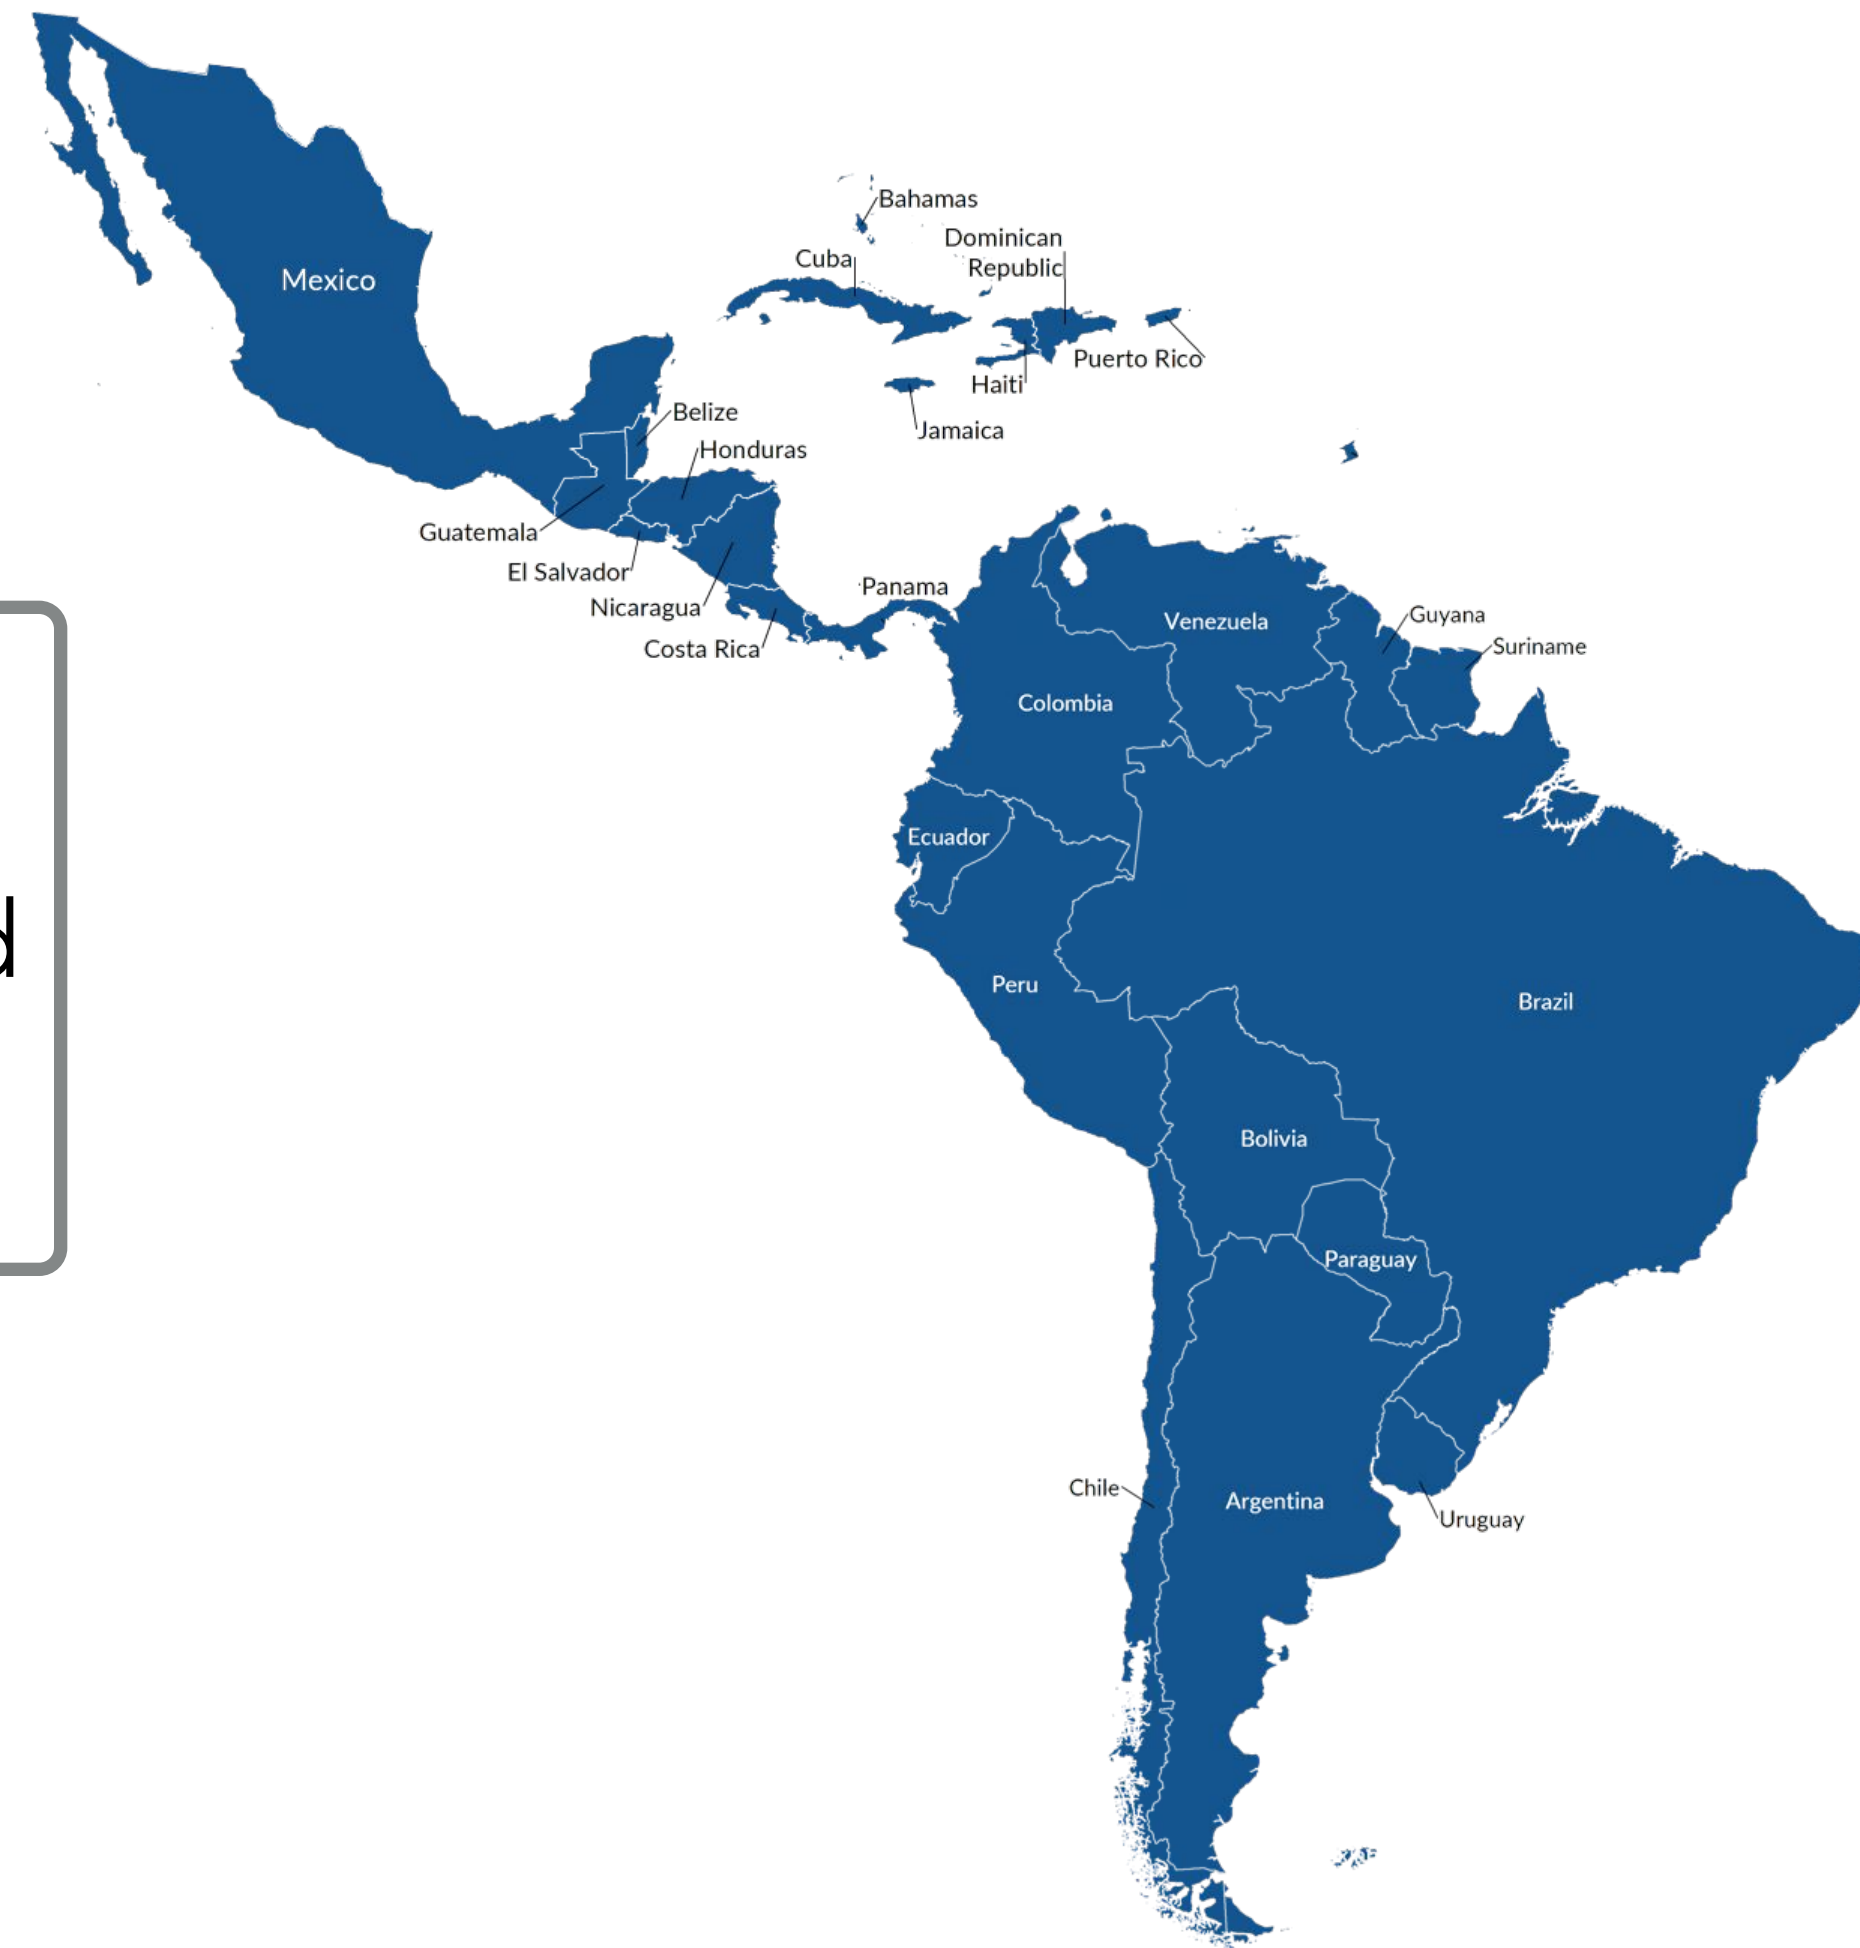 Bahamas
Dominican
Republic
Cuba
Mexico
Puerto Rico
Haiti
Jamaica
Belize
Honduras
Guatemala
El Salvador
Nicaragua
Costa Rica
Panama
Venezuela
Guyana
Suriname
Colombia
Ecuador
d
Peru
Brazil
Bolivia
Paraguay
Chile
Argentina
Uruguay